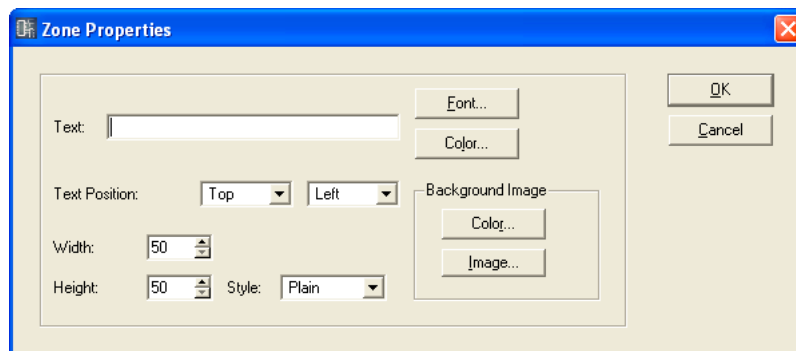 Zone Properties
Text:
Font...
Color...
OK
Cancel
Text Position: Top Left
Width: 50
Height: 50 Style: Plain
Background Image
Color...
Image...